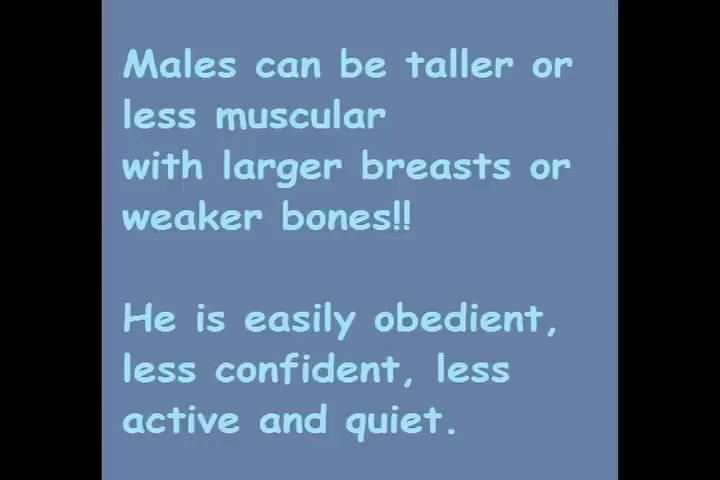 Males can be taller or
less muscular
with larger breasts or
weaker bones!!
He is easily obedient,
less confident, less
active and quiet.